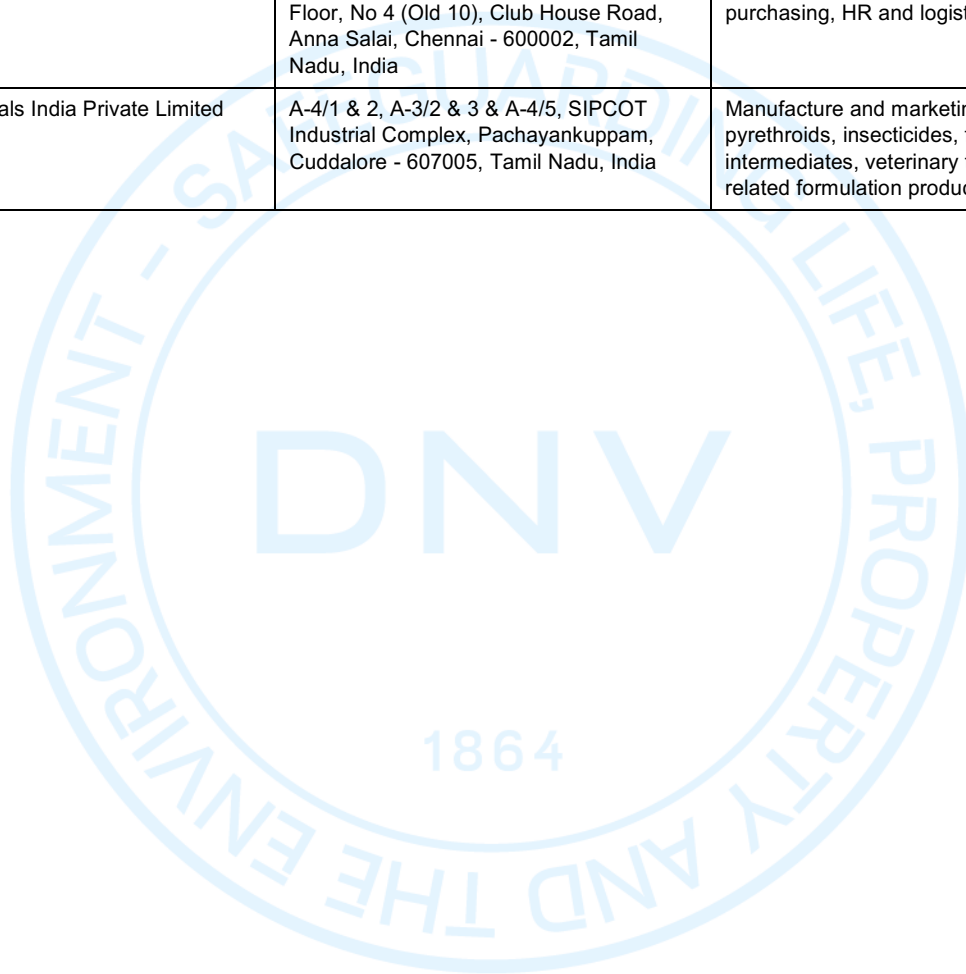 Floor, No 4 (Old 10), Club House Road,
Anna Salai, Chennai - 600002, Tamil
Nadu, India
purchasing, HR and logist
als India Private Limited
A-4/1 & 2, A-3/2 & 3 & A-4/5, SIPCOT
Industrial Complex, Pachayankuppam,
Cuddalore - 607005, Tamil Nadu, India
Manufacture and marketin
pyrethroids, insecticides,
intermediates, veterinary
related formulation produc
SAFEGUARDING LIFE, PROPERTY AND THE ENVIRONMENT -
DNV
1864